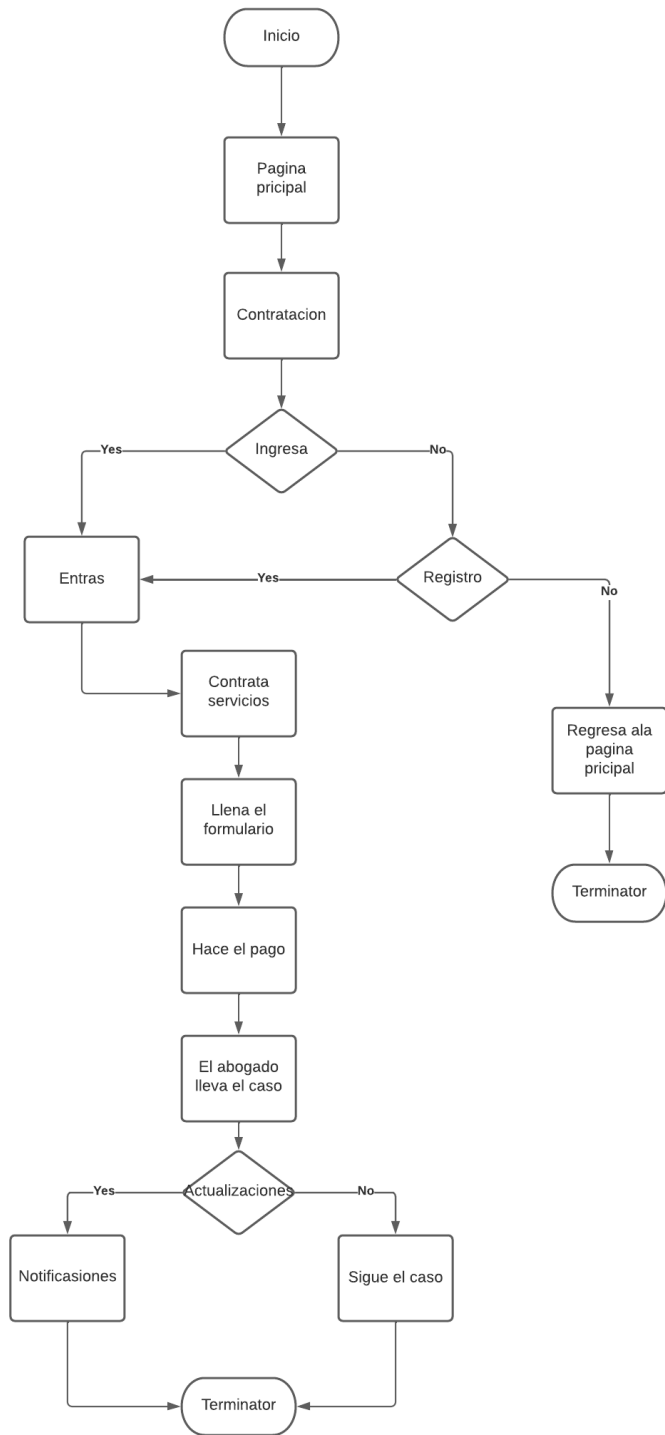 Inicio
Pagina
pricipal
Contratacion
Ingresa
Yes
No
Entras
Yes
Registro
No
Contrata
servicios
Regresa ala
pagina
pricipal
Llena el
formulario
Terminator
Hace el pago
El abogado
lleva el caso
Actualizaciones
Yes
No
Notificasiones
Sigue el caso
Terminator